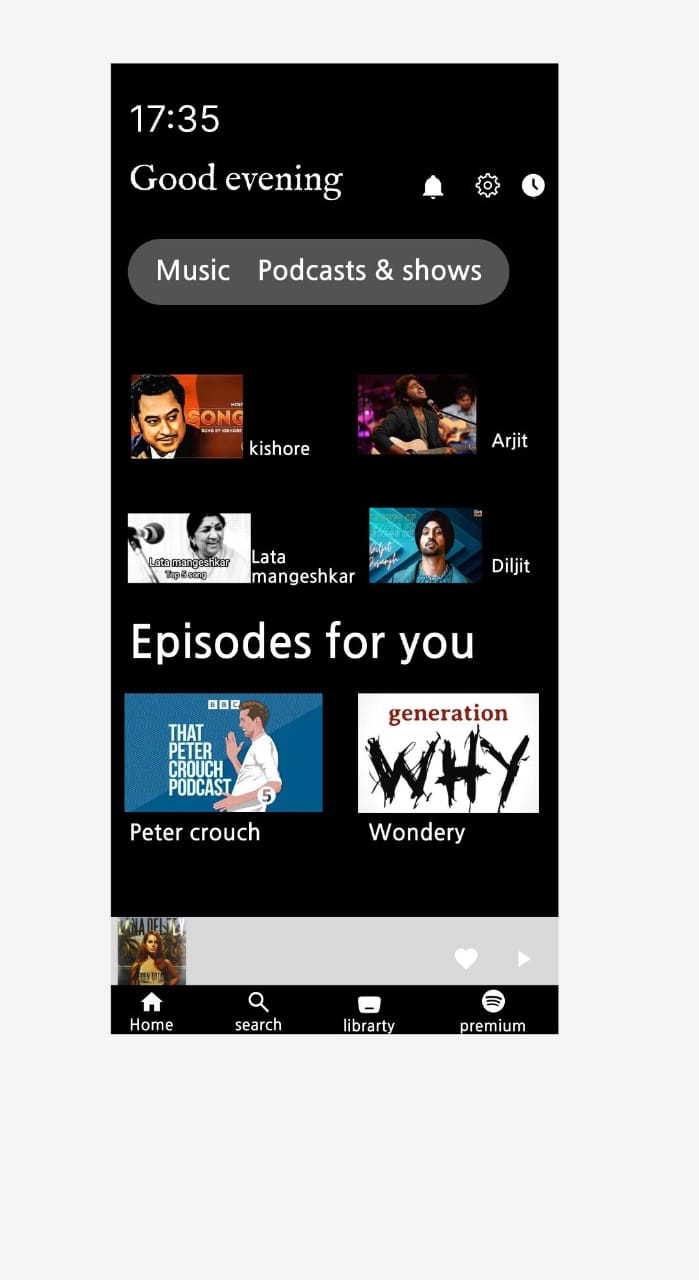 17:35
Good evening
Music Podcasts & shows
SONG
kishore
Arjit
Lata mangeshkar
Top 5 song
Lata
mangeshkar
Diljit
Episodes for you
BBC
THAT
PETER
CROUCH
PODCAST
5
generation
WHY
Peter crouch
Wondery
Home
search
librarty
premium